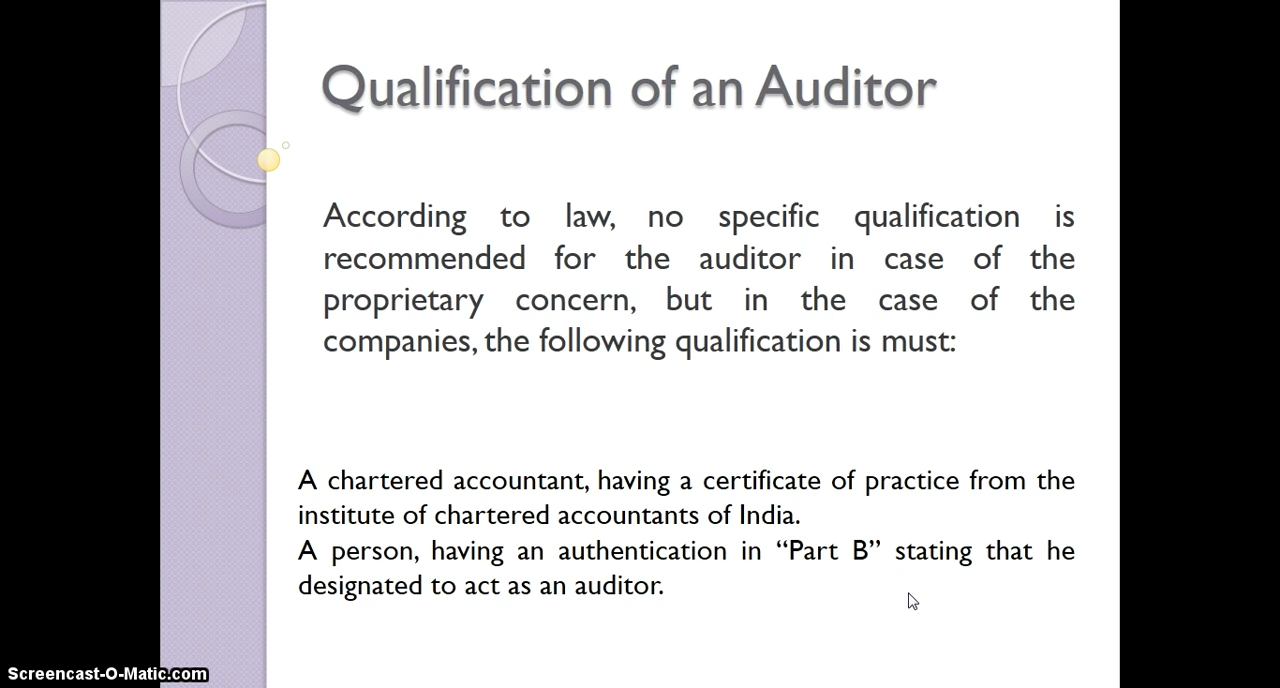 Qualification of an Auditor
According to law, no specific qualification is
recommended for the auditor in case of the
proprietary concern, but in the case of the
companies, the following qualification is must:
A chartered accountant, having a certificate of practice from the
institute of chartered accountants of India.
A person, having an authentication in “Part B” stating that he
designated to act as an auditor.
Screencast-O-Matic.com